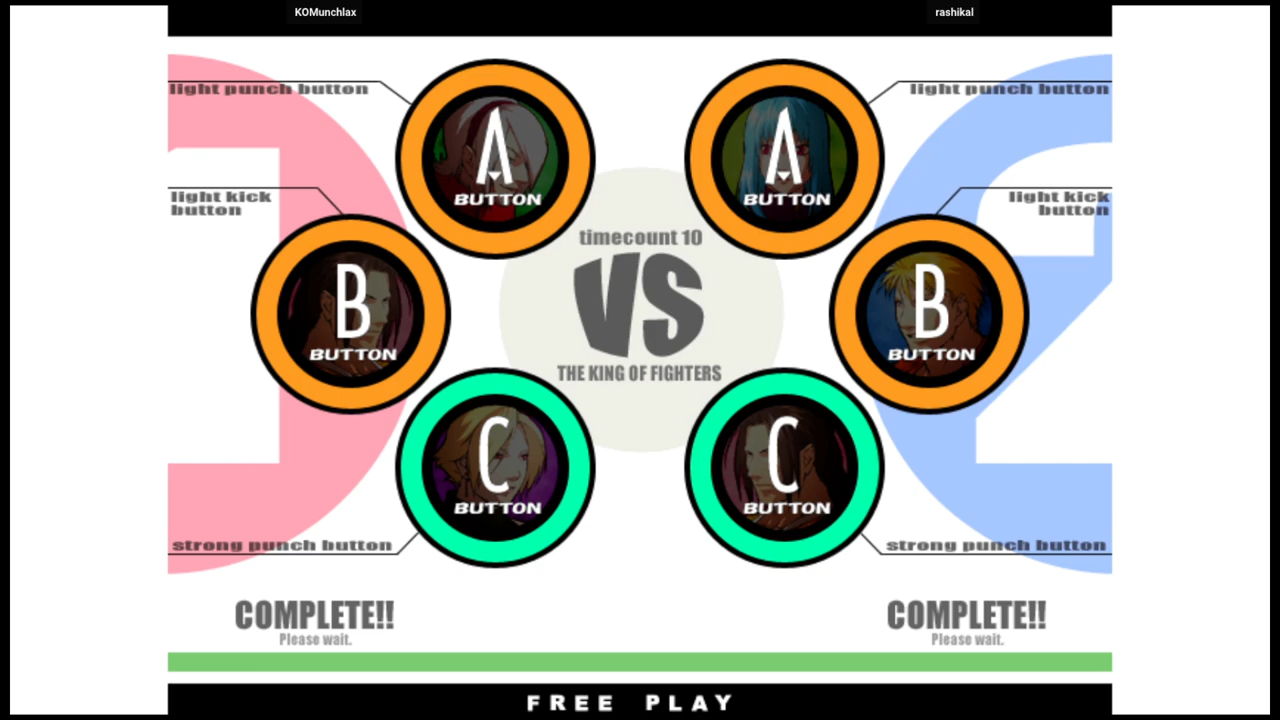 KOMunchlax
rashikal
light punch button
A
BUTTON
A
BUTTON
light punch button
light kick
button
light kick
button
timecount 10
VS
THE KING OF FIGHTERS
B
BUTTON
B
BUTTON
C
BUTTON
C
BUTTON
strong punch button
strong punch button
COMPLETE!!
Please wait.
COMPLETE!!
Please wait.
FREE PLAY